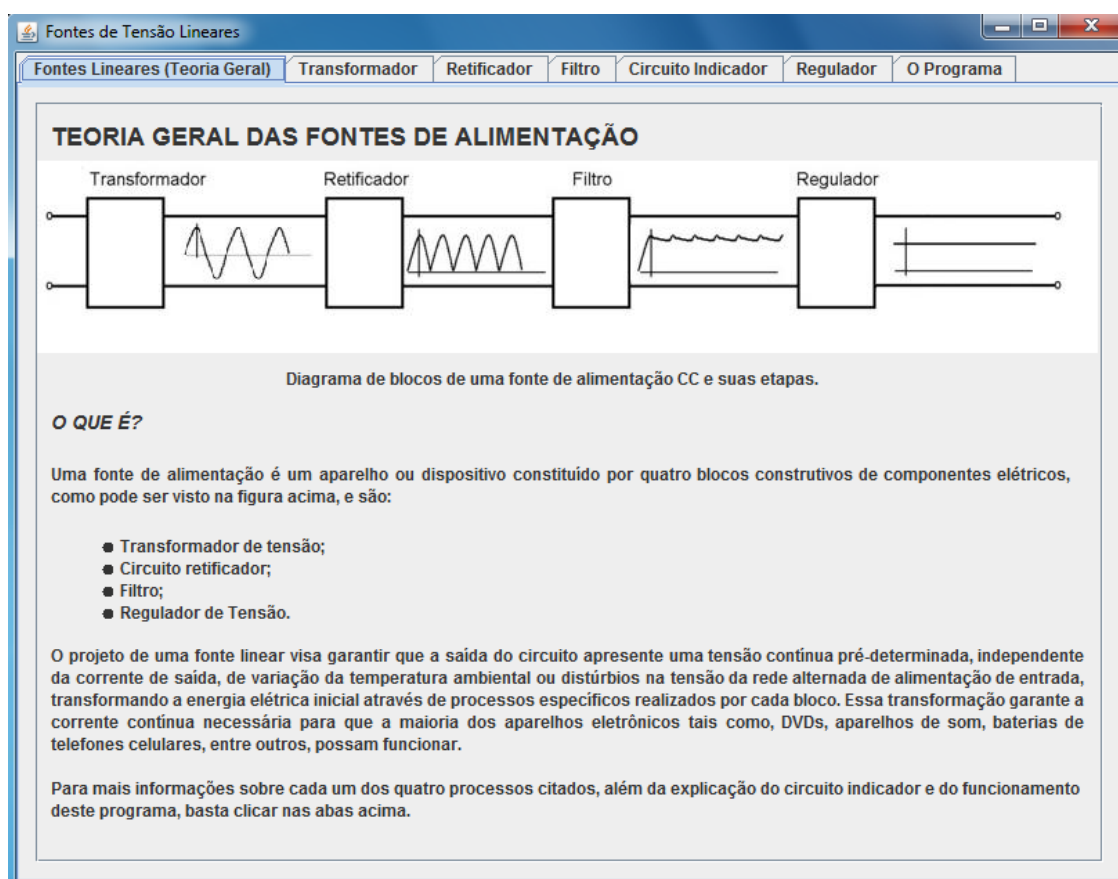 Fontes de Tensão Lineares
Fontes Lineares (Teoria Geral) Transformador Retificador Filtro Circuito Indicador Regulador O Programa
TEORIA GERAL DAS FONTES DE ALIMENTAÇÃO
Transformador Retificador Filtro Regulador
Diagrama de blocos de uma fonte de alimentação CC e suas etapas.
O QUE É?
Uma fonte de alimentação é um aparelho ou dispositivo constituído por quatro blocos construtivos de componentes elétricos,
como pode ser visto na figura acima, e são:
● Transformador de tensão;
● Circuito retificador;
● Filtro;
● Regulador de Tensão.
O projeto de uma fonte linear visa garantir que a saída do circuito apresente uma tensão contínua pré-determinada, independente
da corrente de saída, de variação da temperatura ambiental ou distúrbios na tensão da rede alternada de alimentação de entrada,
transformando a energia elétrica inicial através de processos específicos realizados por cada bloco. Essa transformação garante a
corrente contínua necessária para que a maioria dos aparelhos eletrônicos tais como, DVDs, aparelhos de som, baterias de
telefones celulares, entre outros, possam funcionar.
Para mais informações sobre cada um dos quatro processos citados, além da explicação do circuito indicador e do funcionamento
deste programa, basta clicar nas abas acima.